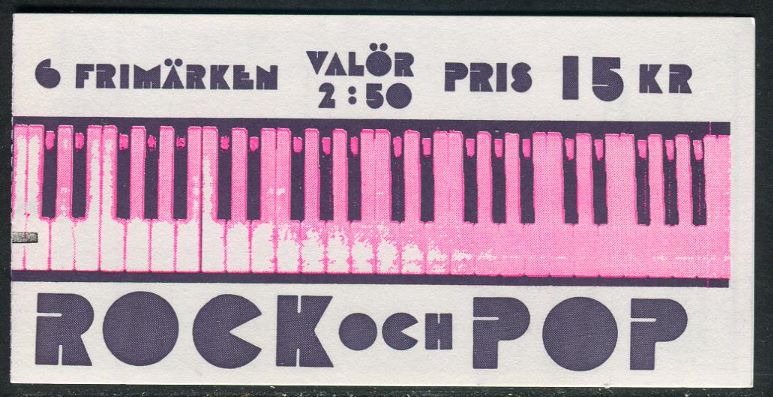 6 FRIMÄRKEN VALÖR 2:50 PRIS 15 KR
ROCK OCH POP